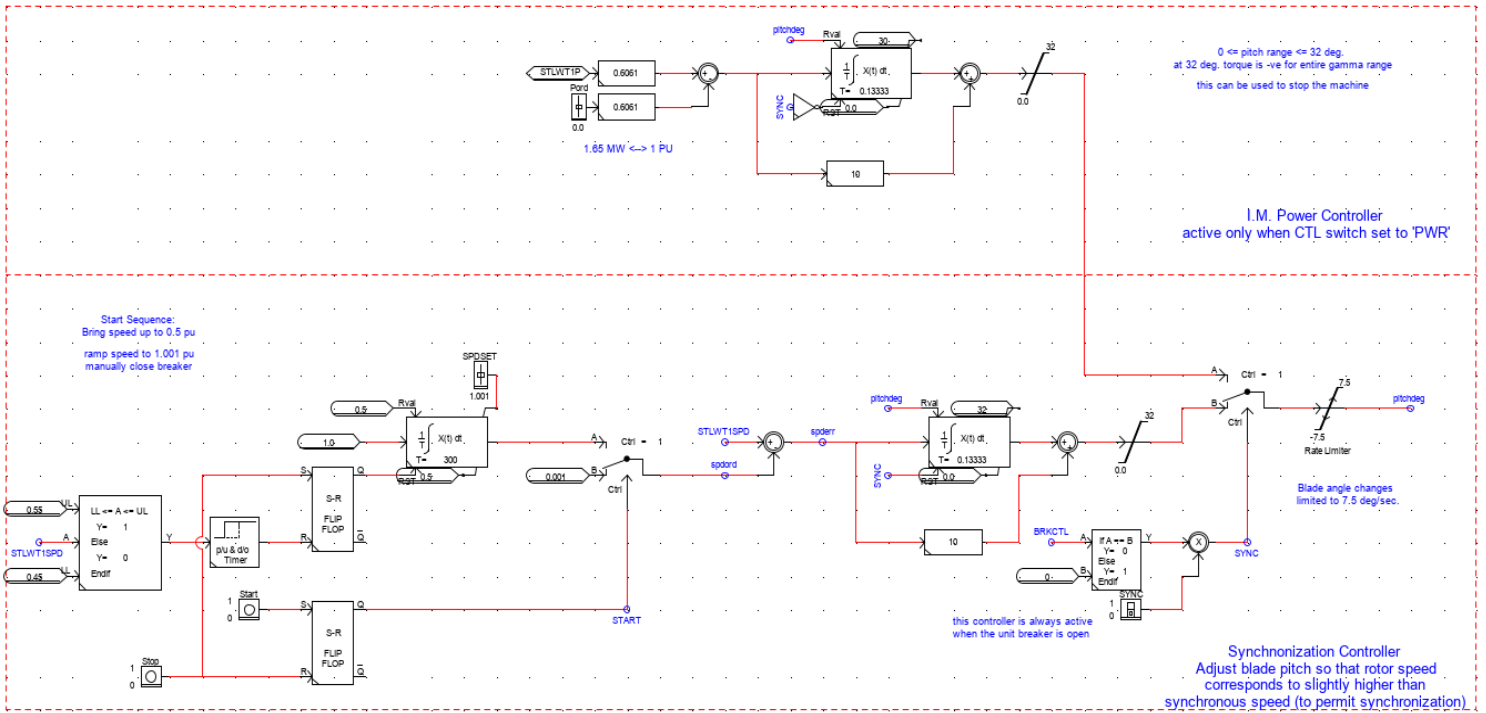 pitchdeg
Rval
30
32
0 <= pitch range <= 32 deg.
at 32 deg. torque is -ve for entire gamma range
this can be used to stop the machine
STLWT1P
0.6061
1
T
X(t) dt.
T= 0.13333
0.0
Pord
0.6061
0.0
SYNC
RST
0.0
1.65 MW <--> 1 PU
10
I.M. Power Controller
active only when CTL switch set to 'PWR'
Start Sequence:
Bring speed up to 0.5 pu
ramp speed to 1.001 pu
manually close breaker
SPDSET
1.001
0.5
Rval
1.0
1
T
X(t) dt.
T= 300
RST
0.5
A
B
Ctrl = 1
Ctrl
0.001
STLWT1SPD
spdord
spderr
pitchdeg
Rval
32
1
T
X(t) dt.
T= 0.13333
SYNC
RST
0.0
32
0.0
A
B
Ctrl = 1
Ctrl
7.5
-7.5
Rate Limiter
pitchdeg
Blade angle changes
limited to 7.5 deg/sec.
0.55
UL
STLWT1SPD
A
0.45
LL
LL <= A <= UL
Y= 1
Else
Y= 0
Endif
Y
p/u & d/o
Timer
S
R
S-R
FLIP
FLOP
Q
Q
10
BRKCTL
A
0
B
If A == B
Y= 0
Else
Y= 1
Endif
Y
X
SYNC
SYNC
1
0
Start
1
0
S
R
S-R
FLIP
FLOP
Q
Q
START
Stop
1
0
this controller is always active
when the unit breaker is open
Synchnonization Controller
Adjust blade pitch so that rotor speed
corresponds to slightly higher than
synchronous speed (to permit synchronization)